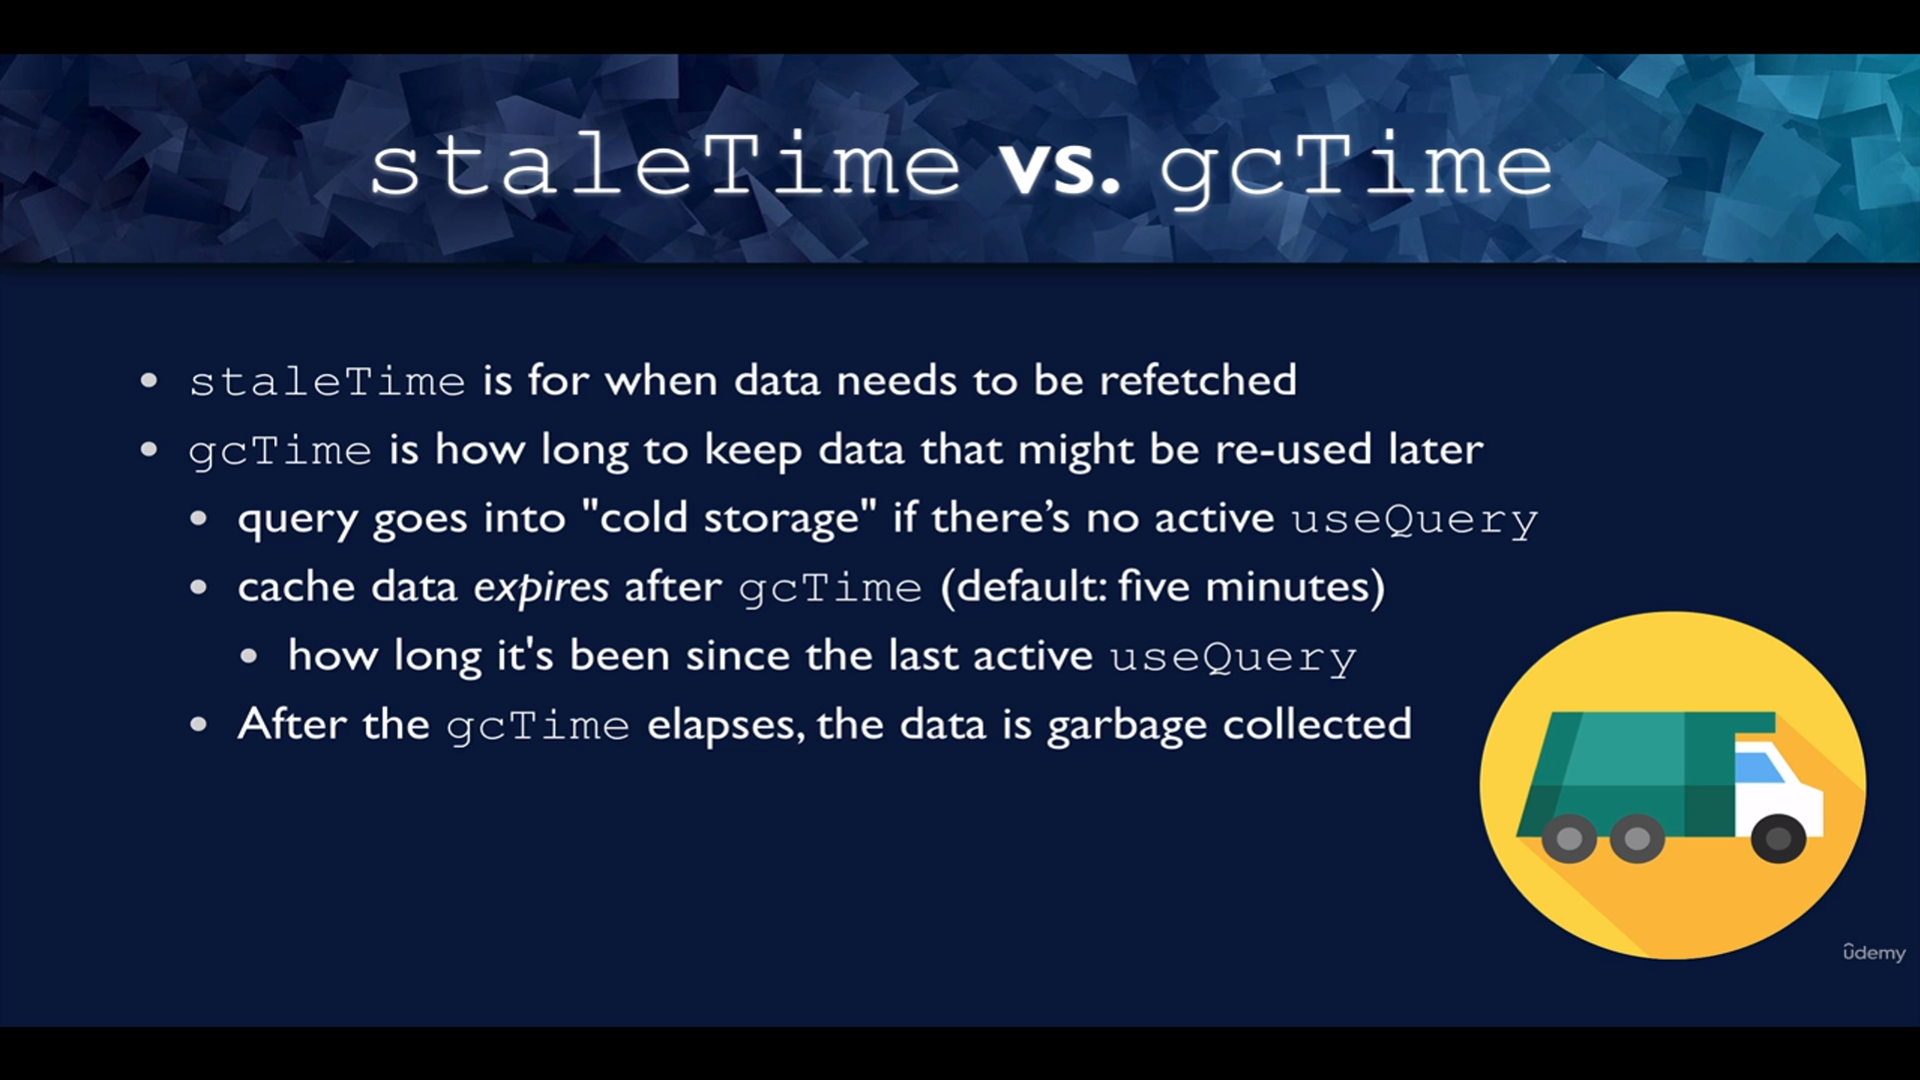 staleTime vs. gcTime
• staleTime is for when data needs to be refetched
• gcTime is how long to keep data that might be re-used later
• query goes into "cold storage" if there’s no active useQuery
• cache data expires after gcTime (default: five minutes)
• how long it's been since the last active useQuery
• After the gcTime elapses, the data is garbage collected
ûdemy